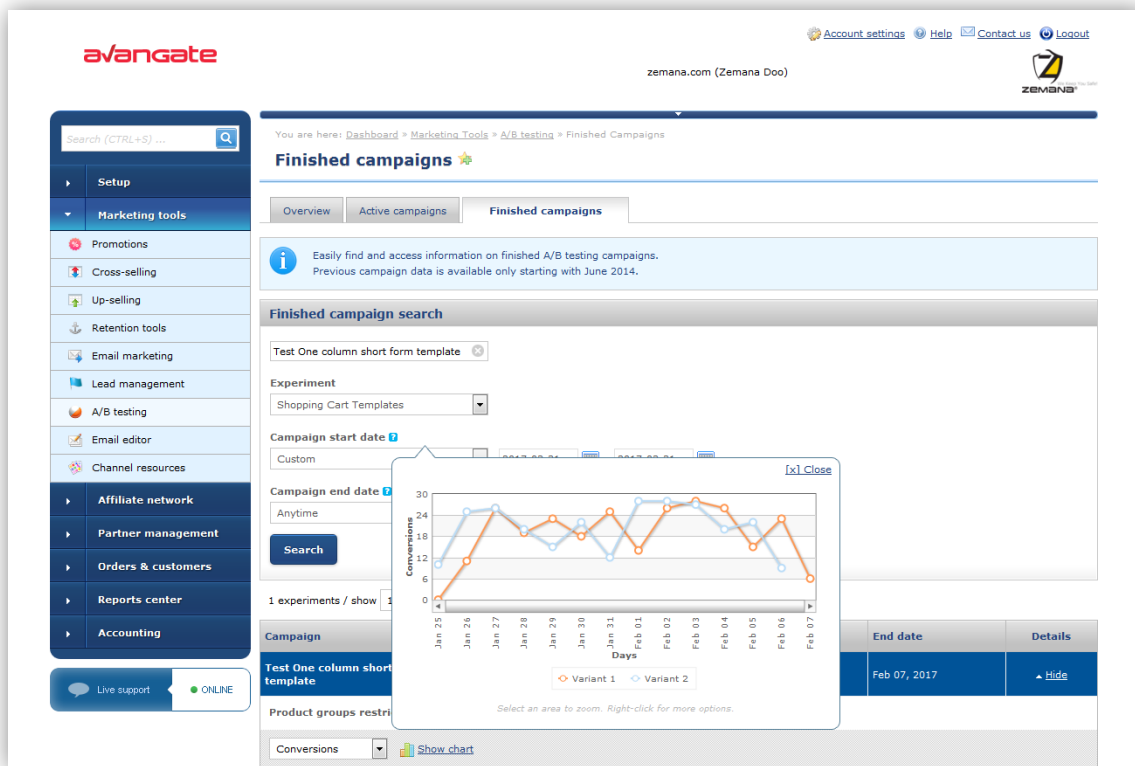 Account settings Help Contact us Logout
avangate
zemana.com (Zemana Doo)
ZEMANA
Search (CTRL+S) ...
You are here: Dashboard » Marketing Tools » A/B testing » Finished Campaigns
Finished campaigns
Setup
Marketing tools
Promotions
Cross-selling
Up-selling
Retention tools
Email marketing
Lead management
A/B testing
Email editor
Channel resources
Affiliate network
Partner management
Orders & customers
Reports center
Accounting
Live support ONLINE
Overview Active campaigns Finished campaigns
Easily find and access information on finished A/B testing campaigns.
Previous campaign data is available only starting with June 2014.
Finished campaign search
Test One column short form template
Experiment
Shopping Cart Templates
Campaign start date ?
Custom
Campaign end date ?
Anytime
Search
1 experiments / show
[x] Close
30
24
18
12
6
0
Conversions
Jan 25 Jan 26 Jan 27 Jan 28 Jan 29 Jan 30 Jan 31 Feb 01 Feb 02 Feb 03 Feb 04 Feb 05 Feb 06 Feb 07
Days
Variant 1 Variant 2
Select an area to zoom. Right-click for more options.
Campaign End date Details
Test One column short
template
Feb 07, 2017 Hide
Product groups restri
Conversions Show chart